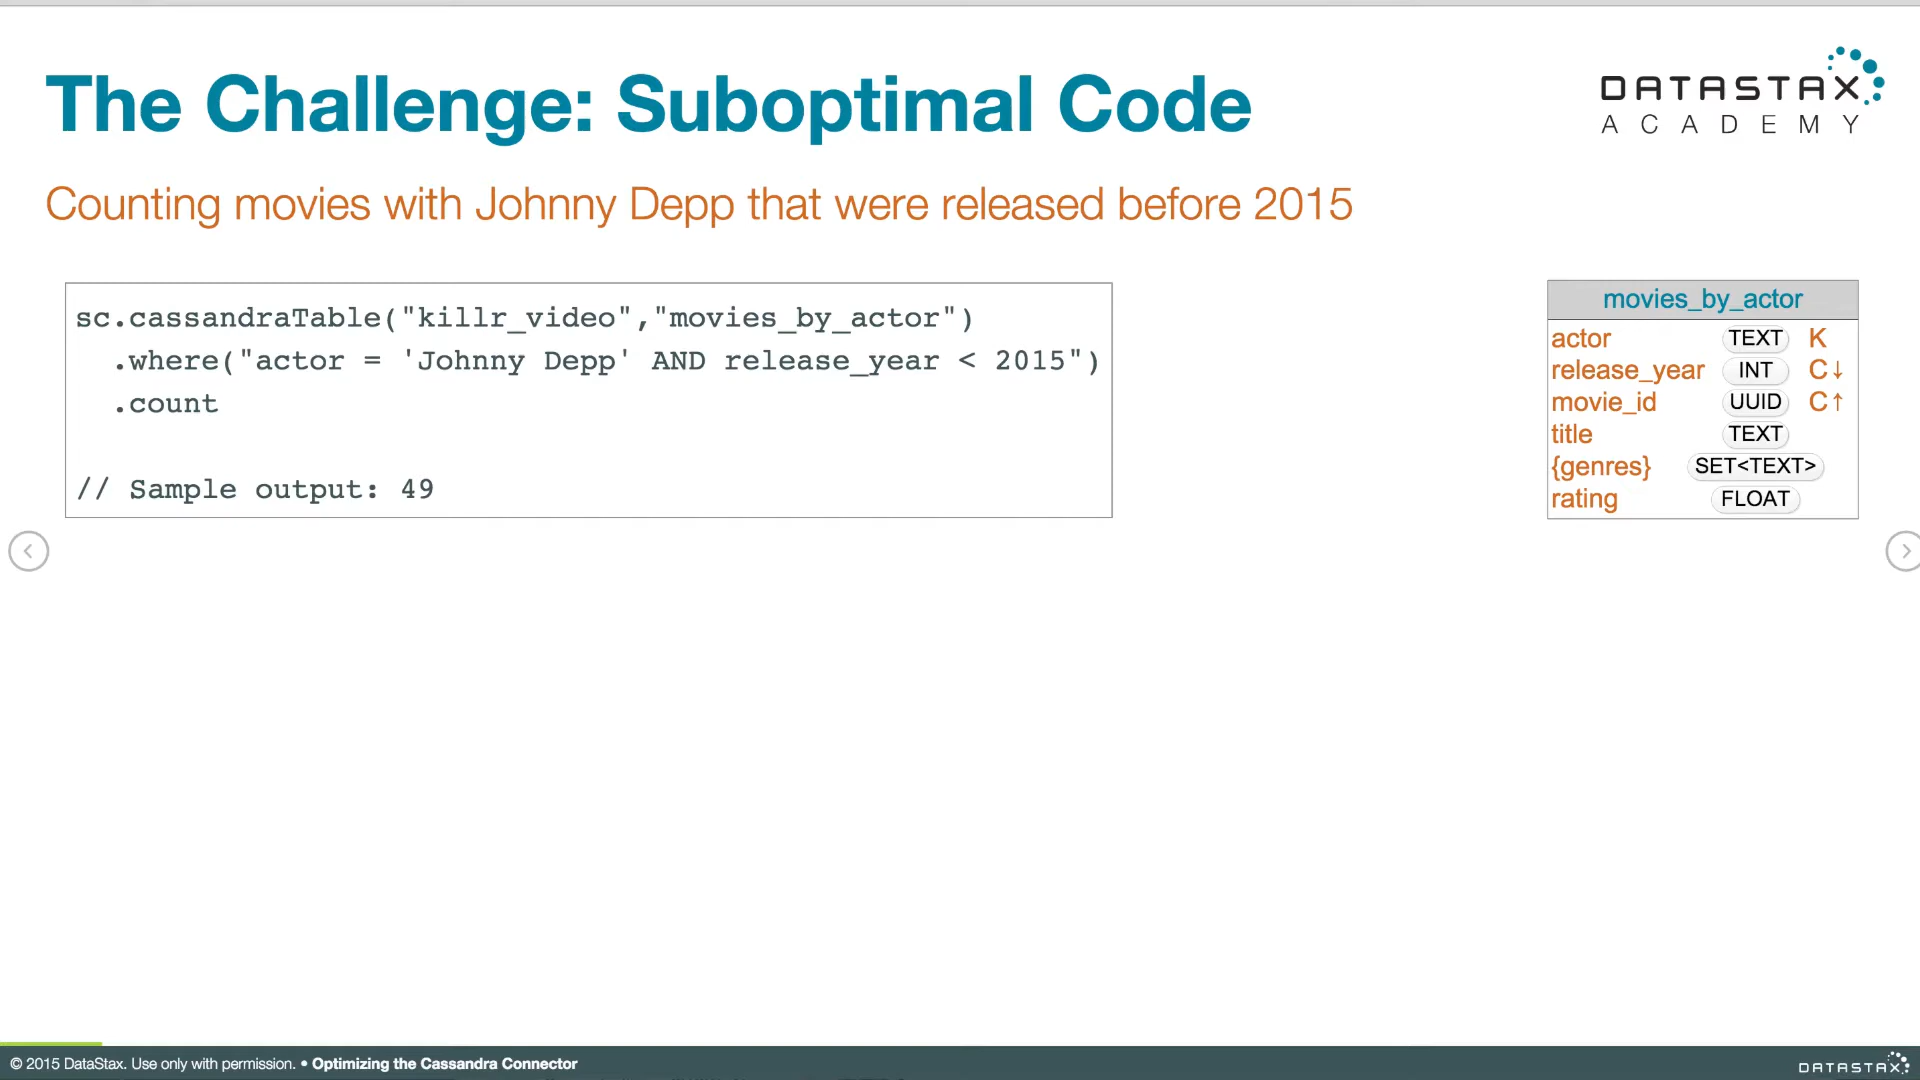 The Challenge: Suboptimal Code
DATASTAX
ACADEMY
Counting movies with Johnny Depp that were released before 2015
sc.cassandraTable("killr_video","movies_by_actor")
.where("actor = 'Johnny Depp' AND release_year < 2015")
.count
// Sample output: 49
movies_by_actor
actor TEXT K
release_year INT C↓
movie_id UUID C↑
title TEXT
{genres} SET<TEXT>
rating FLOAT
© 2015 DataStax. Use only with permission. • Optimizing the Cassandra Connector
DATASTAX